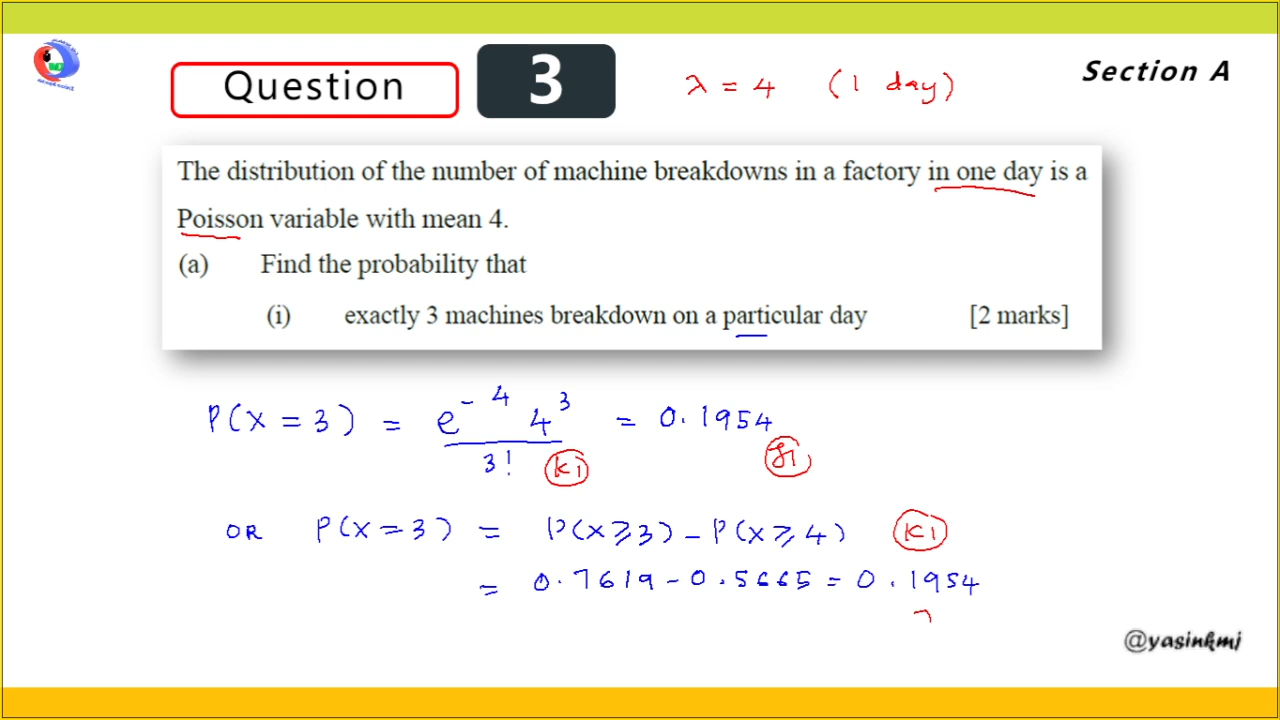 Question 3 λ = 4 (1 day) Section A
The distribution of the number of machine breakdowns in a factory in one day is a
Poisson variable with mean 4.
(a) Find the probability that
(i) exactly 3 machines breakdown on a particular day [2 marks]
P(X = 3) = e⁻⁴ 4³ / 3! = 0.1954
K1 J1
OR P(X = 3) = P(X ⩾ 3) - P(X ⩾ 4) K1
= 0.7619 - 0.5665 = 0.1954
@yasinkmj